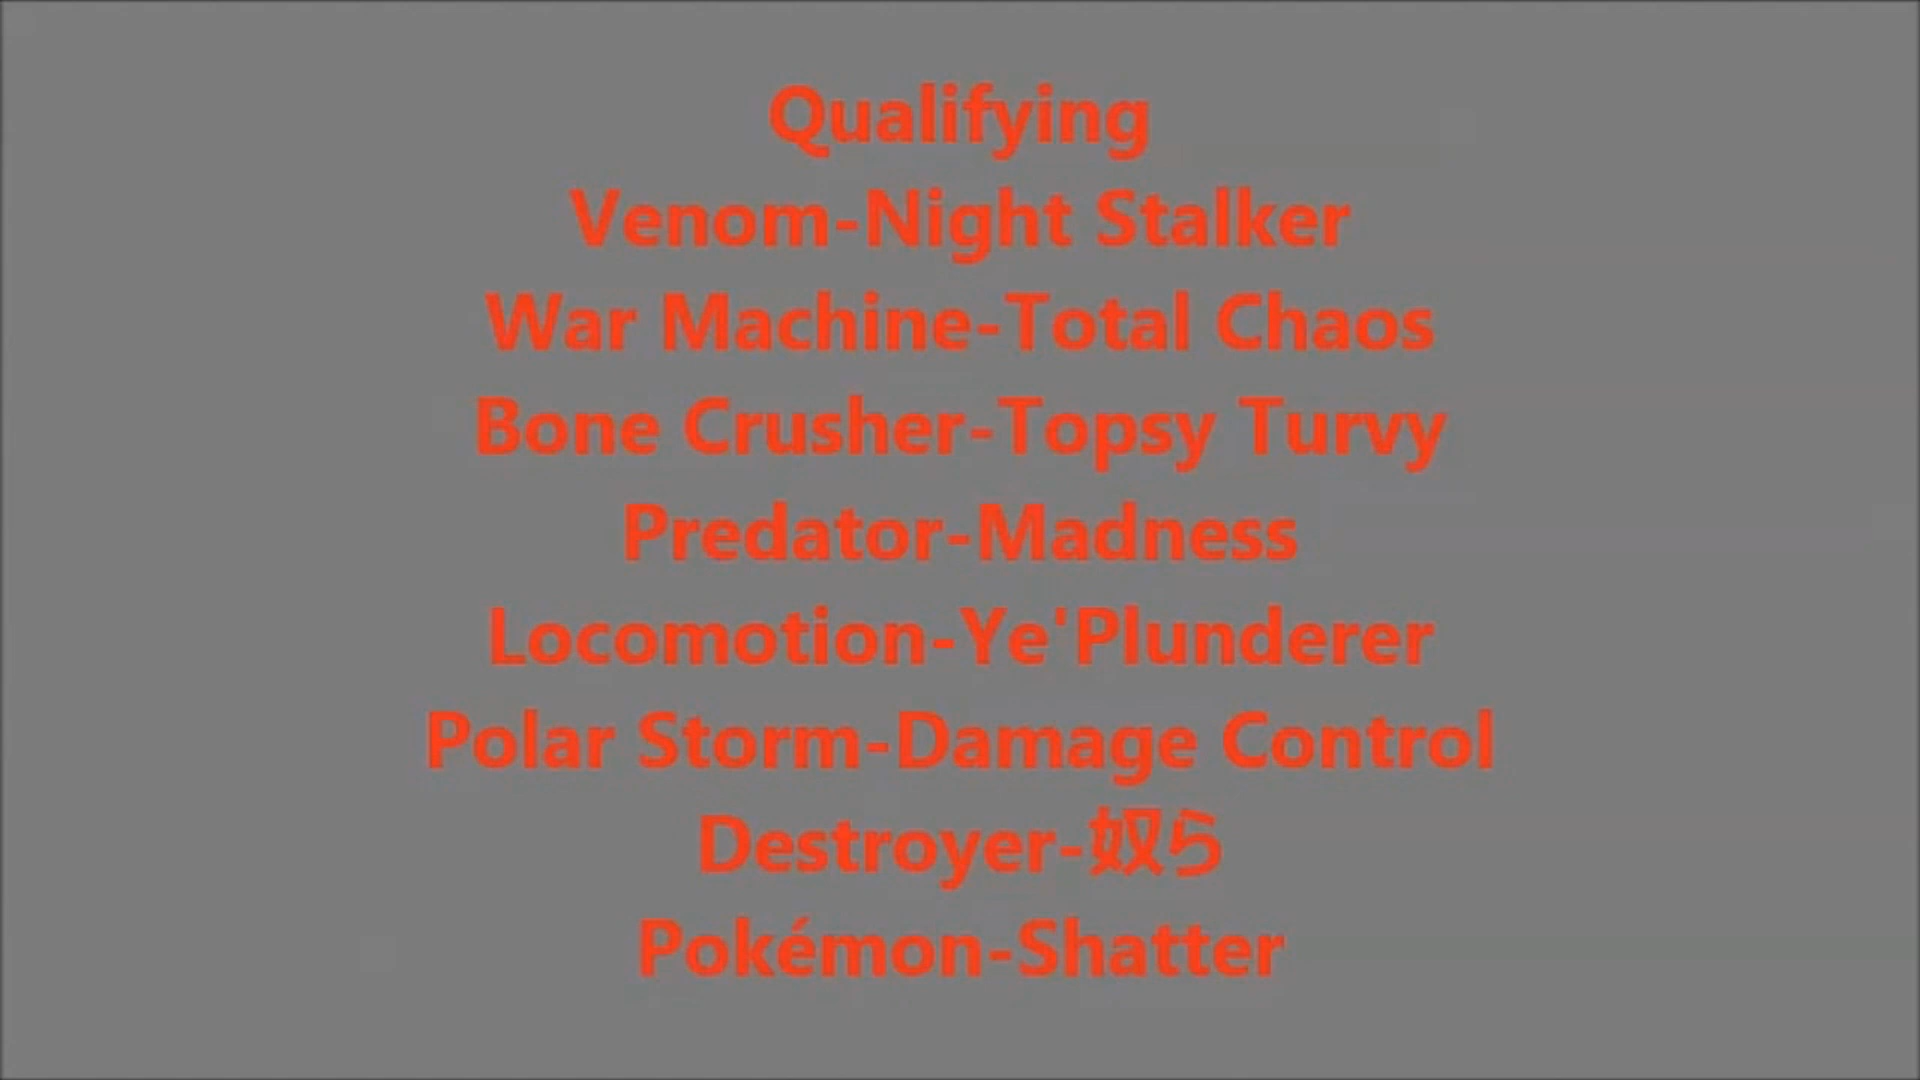 Qualifying
Venom-Night Stalker
War Machine-Total Chaos
Bone Crusher-Topsy Turvy
Predator-Madness
Locomotion-Ye'Plunderer
Polar Storm-Damage Control
Destroyer-奴ら
Pokémon-Shatter